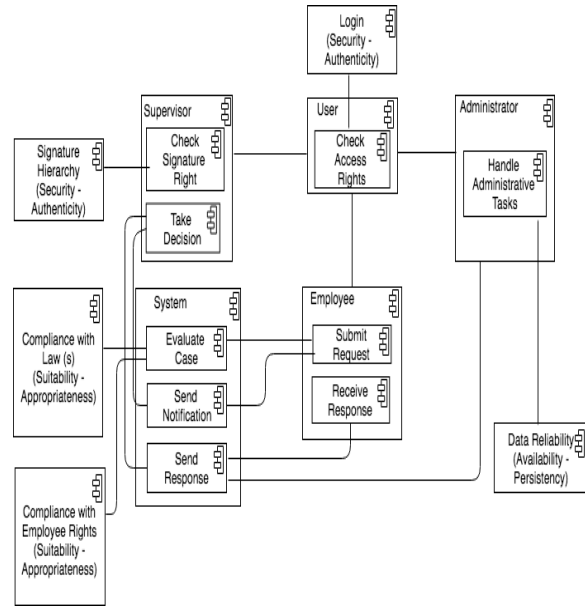 Login
(Security -
Authenticity)
Supervisor
User
Administrator
Check
Signature
Right
Check
Access
Rights
Signature
Hierarchy
(Security -
Authenticity)
Handle
Administrative
Tasks
Take
Decision
System
Employee
Compliance with
Law (s)
(Suitability -
Appropriateness)
Evaluate
Case
Submit
Request
Send
Notification
Receive
Response
Send
Response
Data Reliability
(Availability -
Persistency)
Compliance with
Employee Rights
(Suitability -
Appropriateness)